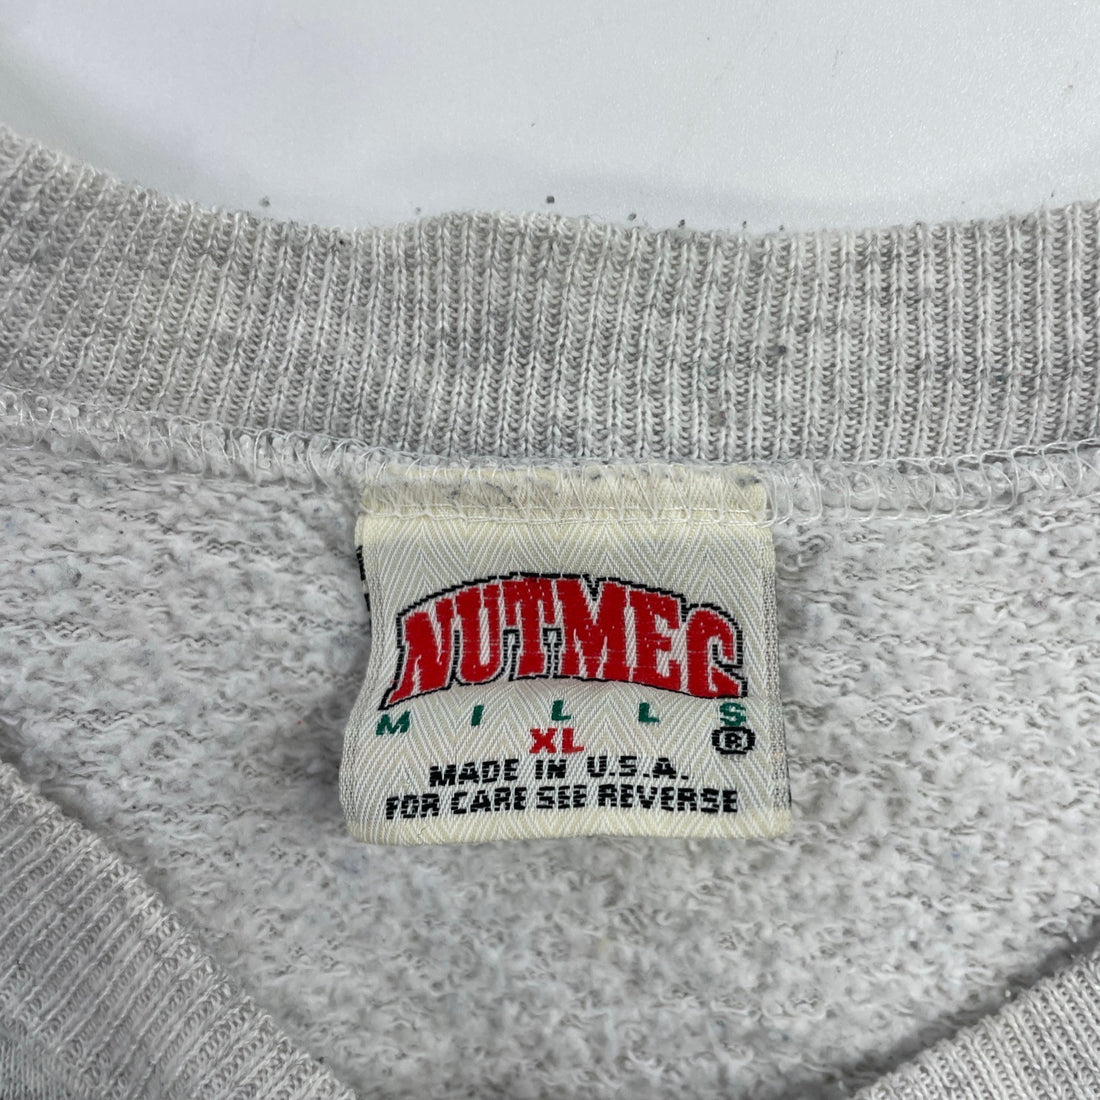 NUTMEG
MILLS
®
XL
MADE IN U.S.A.
FOR CARE SEE REVERSE